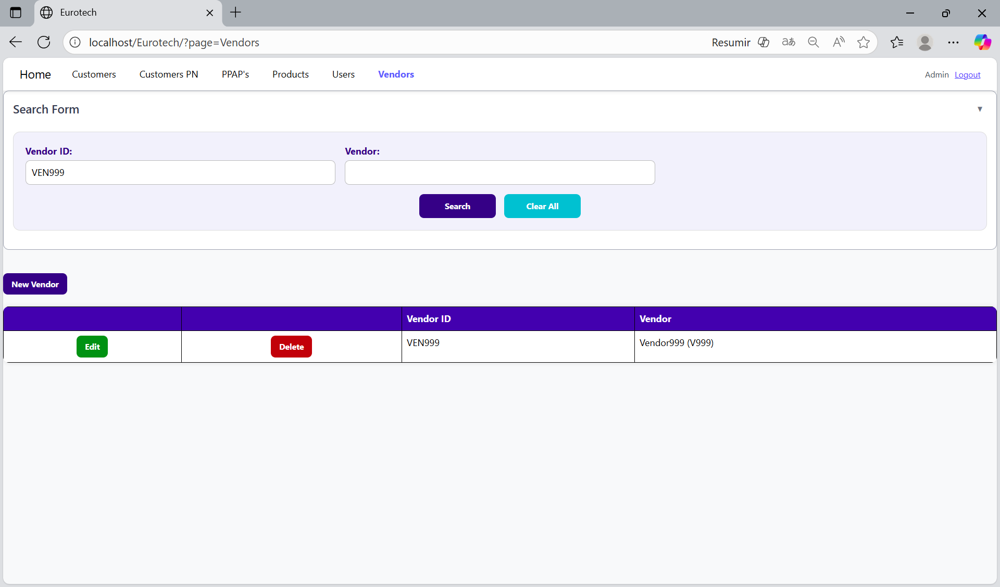 Eurotech
localhost/Eurotech/?page=Vendors
Resumir
Home Customers Customers PN PPAP's Products Users Vendors Admin Logout
Search Form
Vendor ID: Vendor:
VEN999
Search Clear All
New Vendor
Vendor ID Vendor
Edit Delete VEN999 Vendor999 (V999)